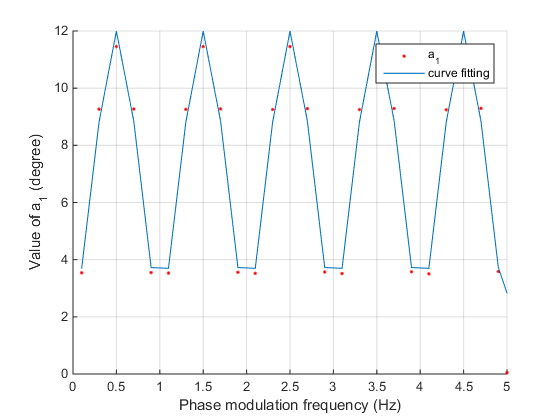 12
10
8
6
4
2
0
Value of a1 (degree)
a1
curve fitting
0 0.5 1 1.5 2 2.5 3 3.5 4 4.5 5
Phase modulation frequency (Hz)